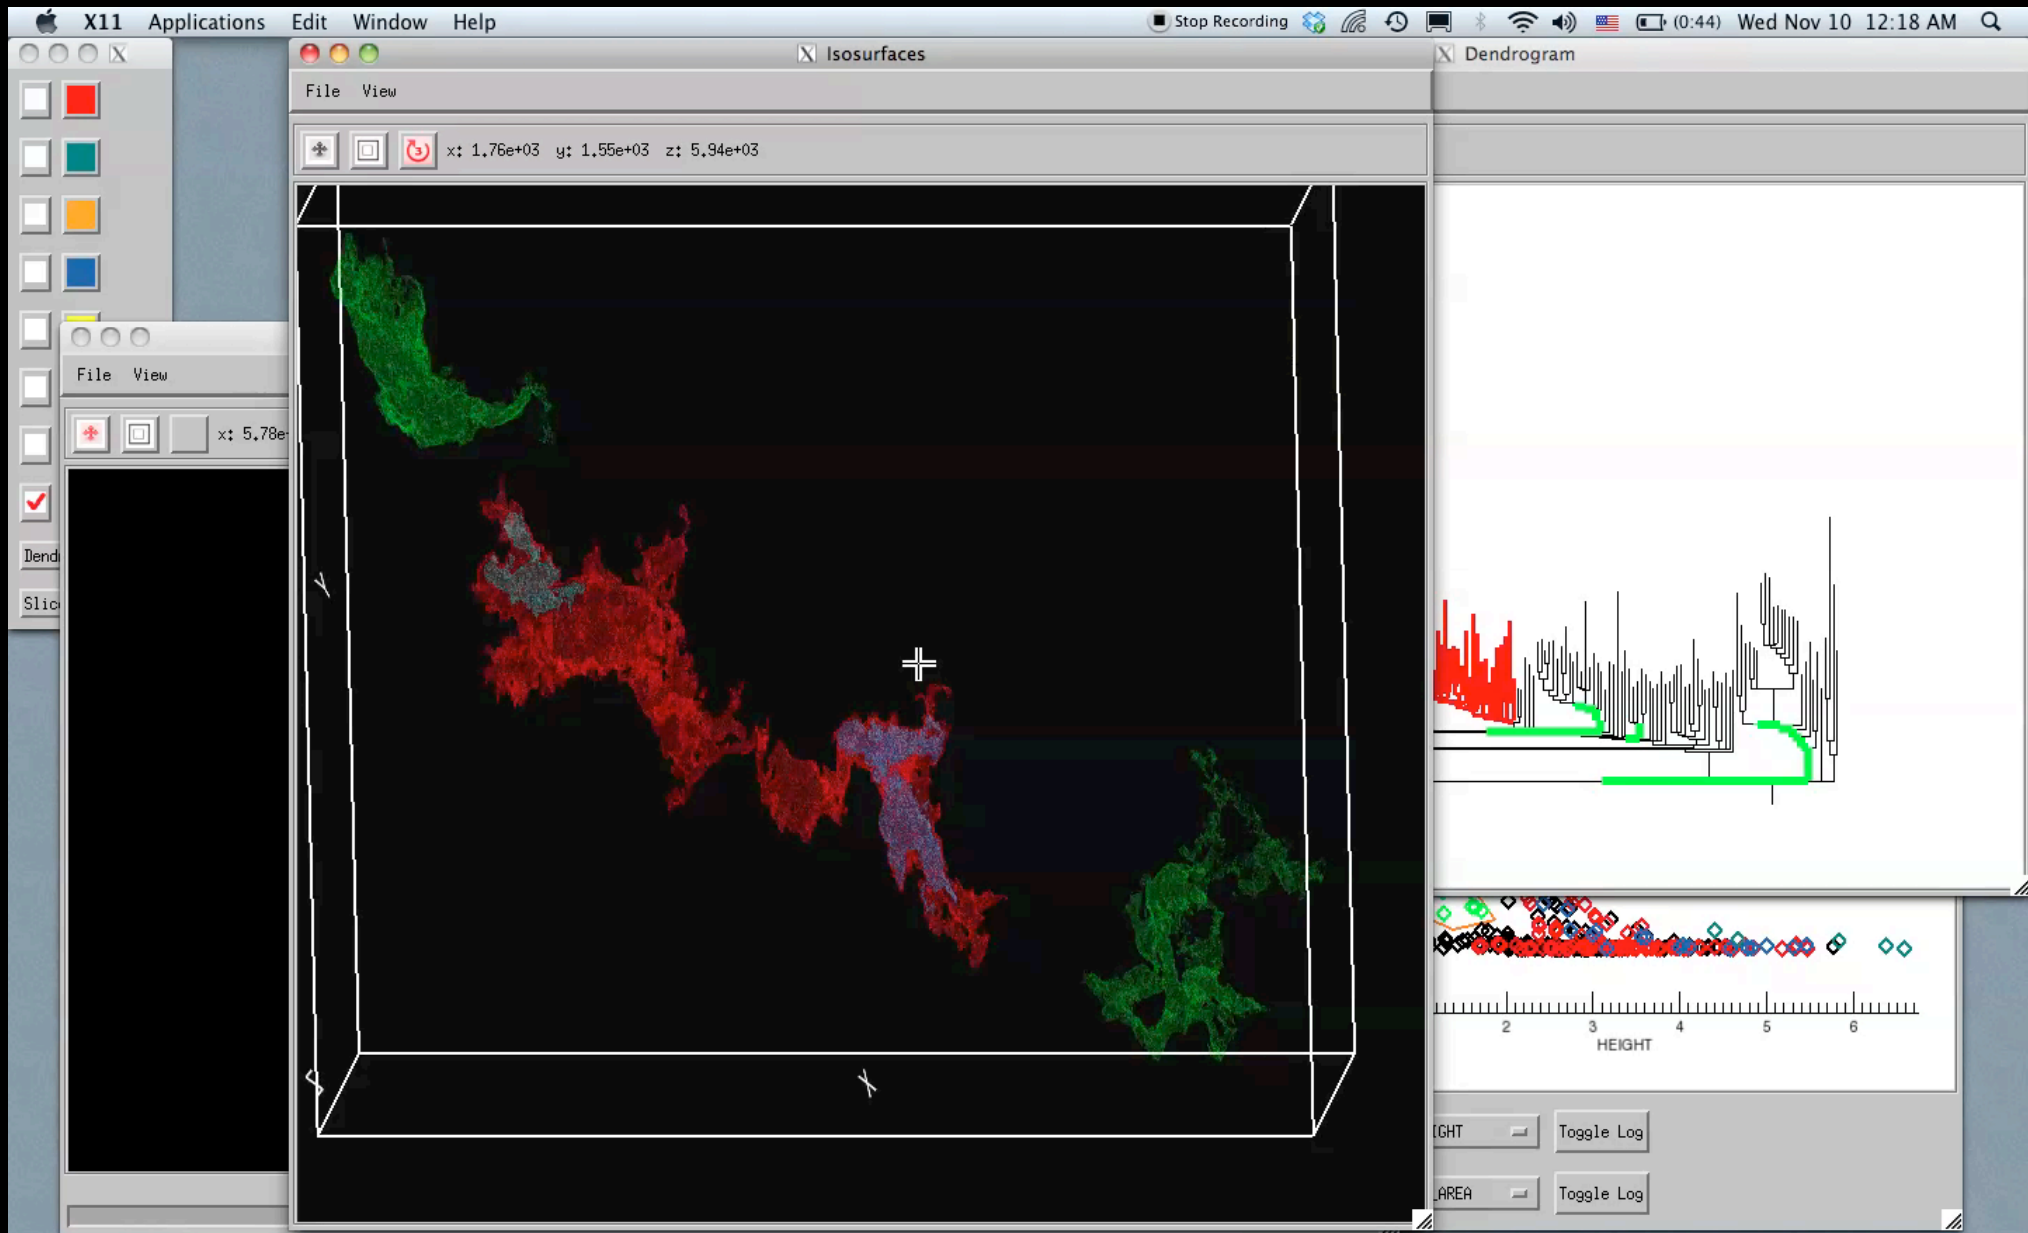 X11 Applications Edit Window Help Stop Recording (0:44) Wed Nov 10 12:18 AM
X Isosurfaces
X Dendrogram
File View
x: 1.76e+03 y: 1.55e+03 z: 5.94e+03
File View
x: 5.78e
Dend
Slic
Y
X
2 3 4 5 6
HEIGHT
IGHT Toggle Log
_AREA Toggle Log